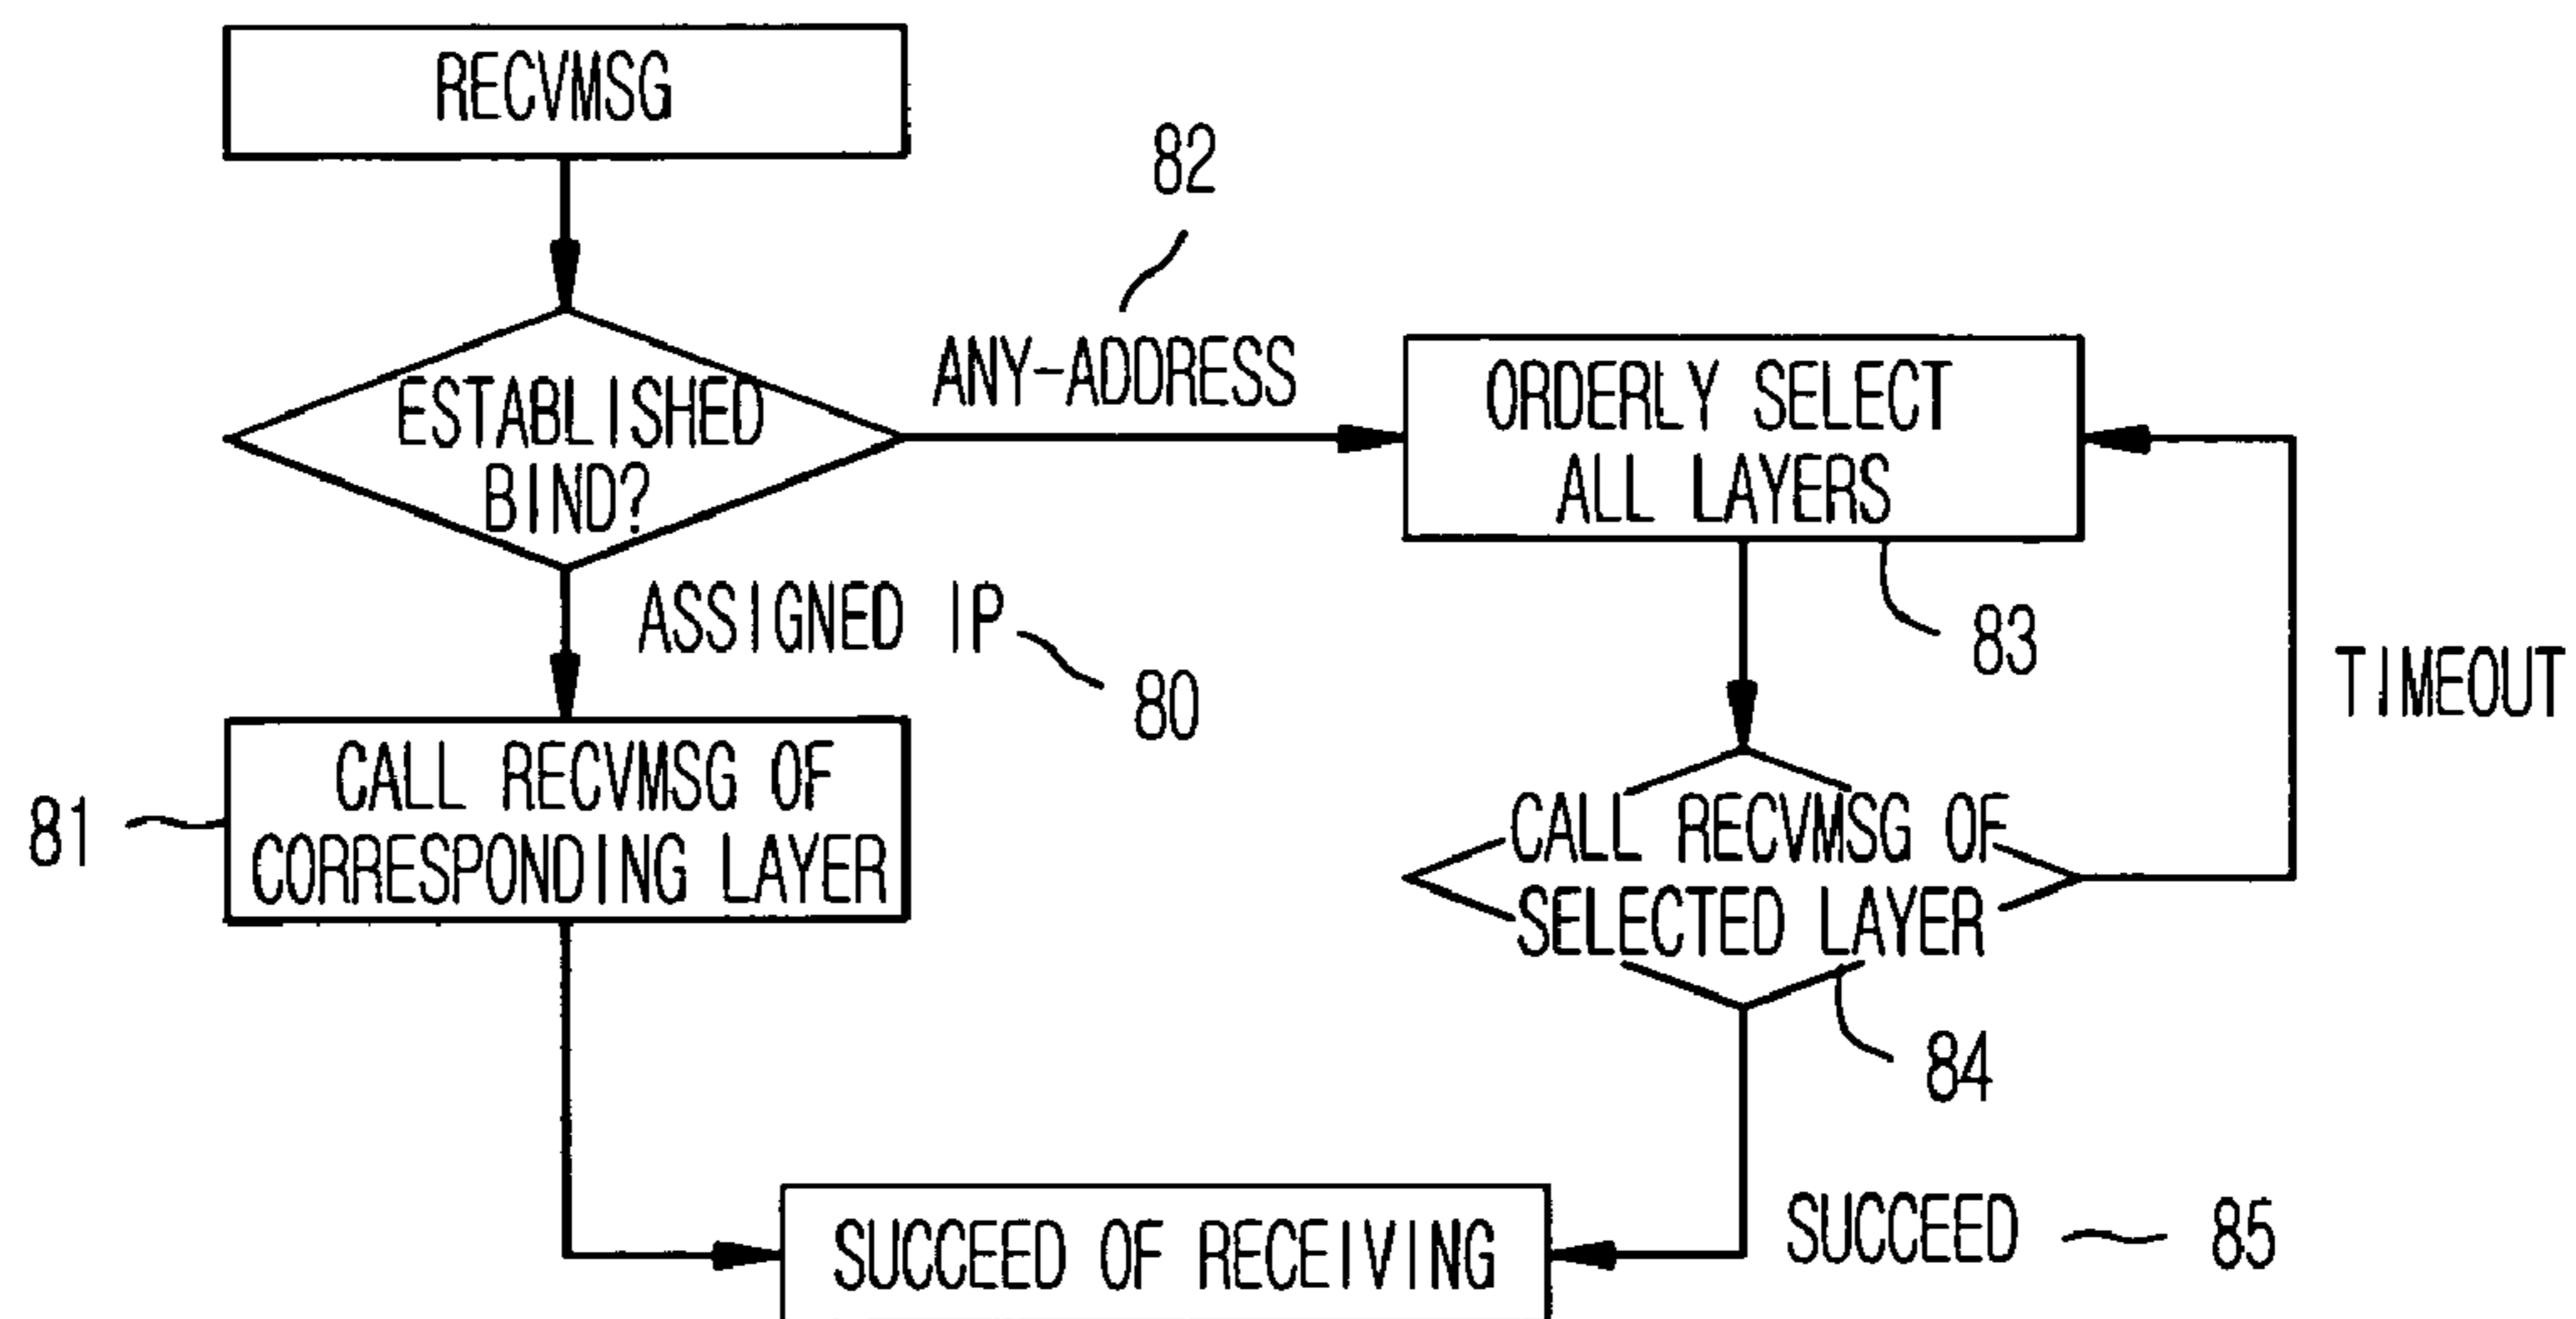 RECVMSG
82
ESTABLISHED
BIND?
ANY-ADDRESS
ORDERLY SELECT
ALL LAYERS
ASSIGNED IP
80
83
TIMEOUT
81
CALL RECVMSG OF
CORRESPONDING LAYER
CALL RECVMSG OF
SELECTED LAYER
84
SUCCEED OF RECEIVING
SUCCEED
85